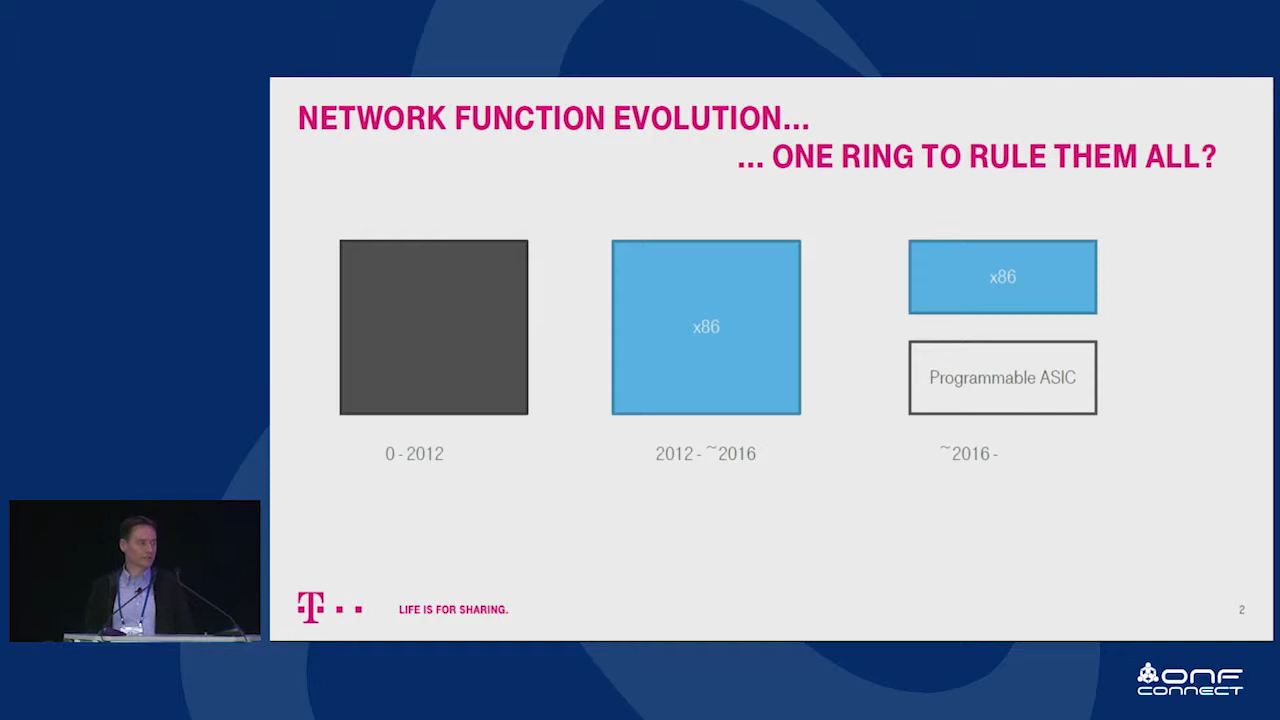 NETWORK FUNCTION EVOLUTION...
... ONE RING TO RULE THEM ALL?
x86
x86
Programmable ASIC
0 - 2012
2012 - ~2016
~2016 -
T
LIFE IS FOR SHARING.
2
ONF
CONNECT